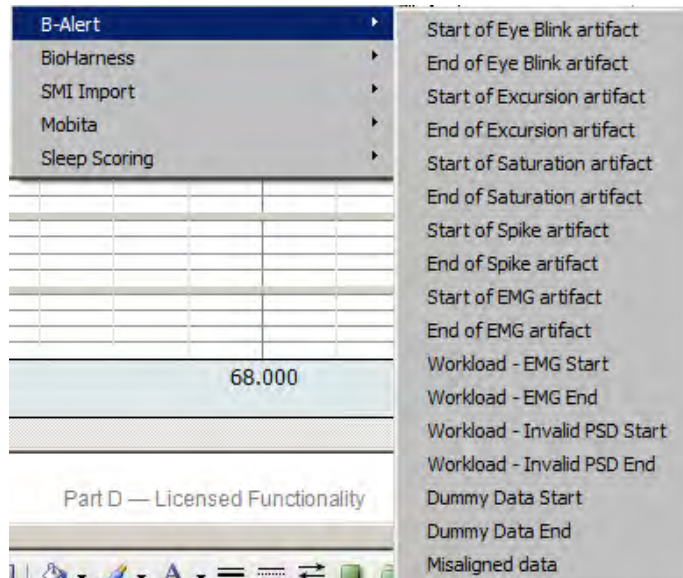 B-Alert
BioHarness
SMI Import
Mobita
Sleep Scoring
Start of Eye Blink artifact
End of Eye Blink artifact
Start of Excursion artifact
End of Excursion artifact
Start of Saturation artifact
End of Saturation artifact
Start of Spike artifact
End of Spike artifact
Start of EMG artifact
End of EMG artifact
Workload - EMG Start
Workload - EMG End
Workload - Invalid PSD Start
Workload - Invalid PSD End
Dummy Data Start
Dummy Data End
Misaligned data
68.000
Part D — Licensed Functionality
A